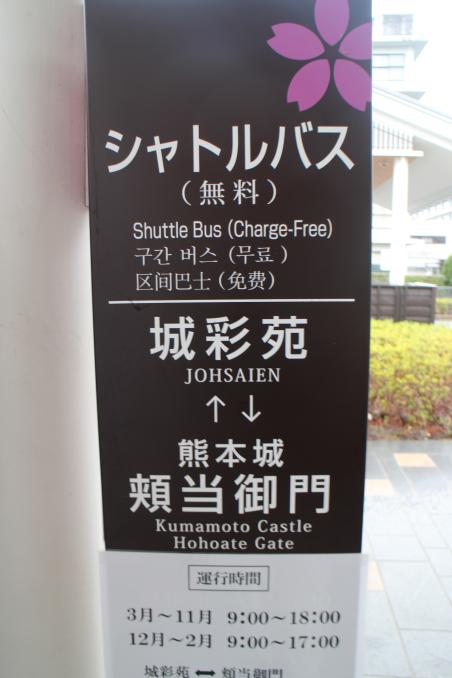 シャトルバス
（無料）
Shuttle Bus (Charge-Free)
구간 버스 (무료)
区间巴士 (免费)
城彩苑
JOHSAIEN
↑↓
熊本城
頬当御門
Kumamoto Castle
Hohoate Gate
運行時間
3月～11月 9:00～18:00
12月～2月 9:00～17:00
城彩苑 ⟷ 頬当御門